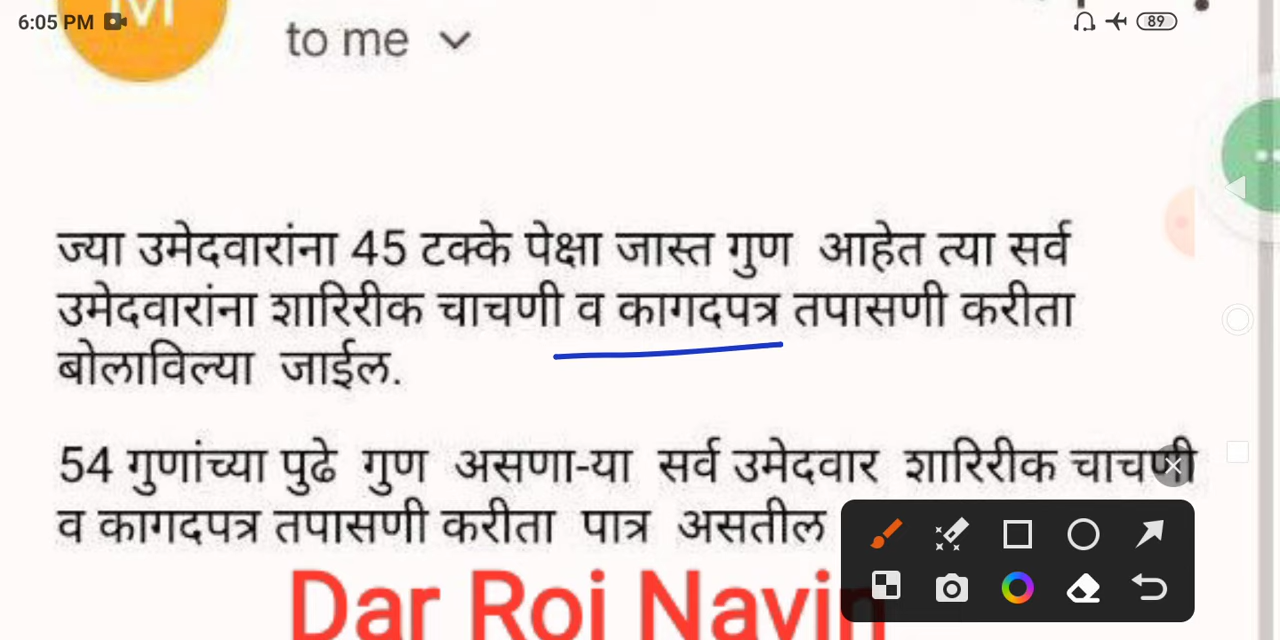 6:05 PM
89
to me
ज्या उमेदवारांना 45 टक्के पेक्षा जास्त गुण आहेत त्या सर्व
उमेदवारांना शारिरीक चाचणी व कागदपत्र तपासणी करीता
बोलाविल्या जाईल.
54 गुणांच्या पुढे गुण असणा-या सर्व उमेदवार शारिरीक चाचणी
व कागदपत्र तपासणी करीता पात्र असतील
Dar Roj Navin